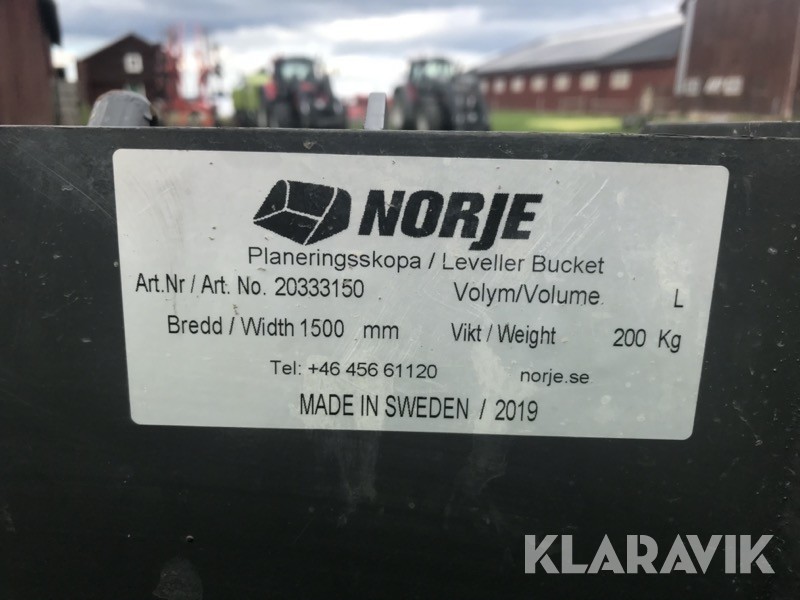 NORJE
Planeringsskopa / Leveller Bucket
Art.Nr / Art. No. 20333150 Volym/Volume L
Bredd / Width 1500 mm Vikt / Weight 200 Kg
Tel: +46 456 61120 norje.se
MADE IN SWEDEN / 2019
KLARAVIK